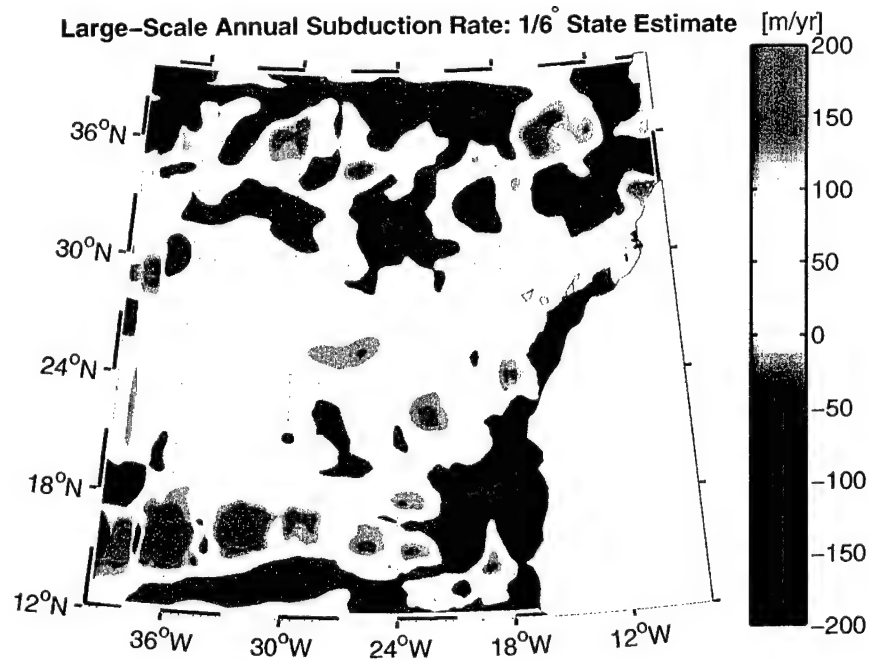 Large-Scale Annual Subduction Rate: 1/6° State Estimate [m/yr]
200
150
100
50
0
-50
-100
-150
-200
36°N
30°N
24°N
18°N
12°N
36°W
30°W
24°W
18°W
12°W